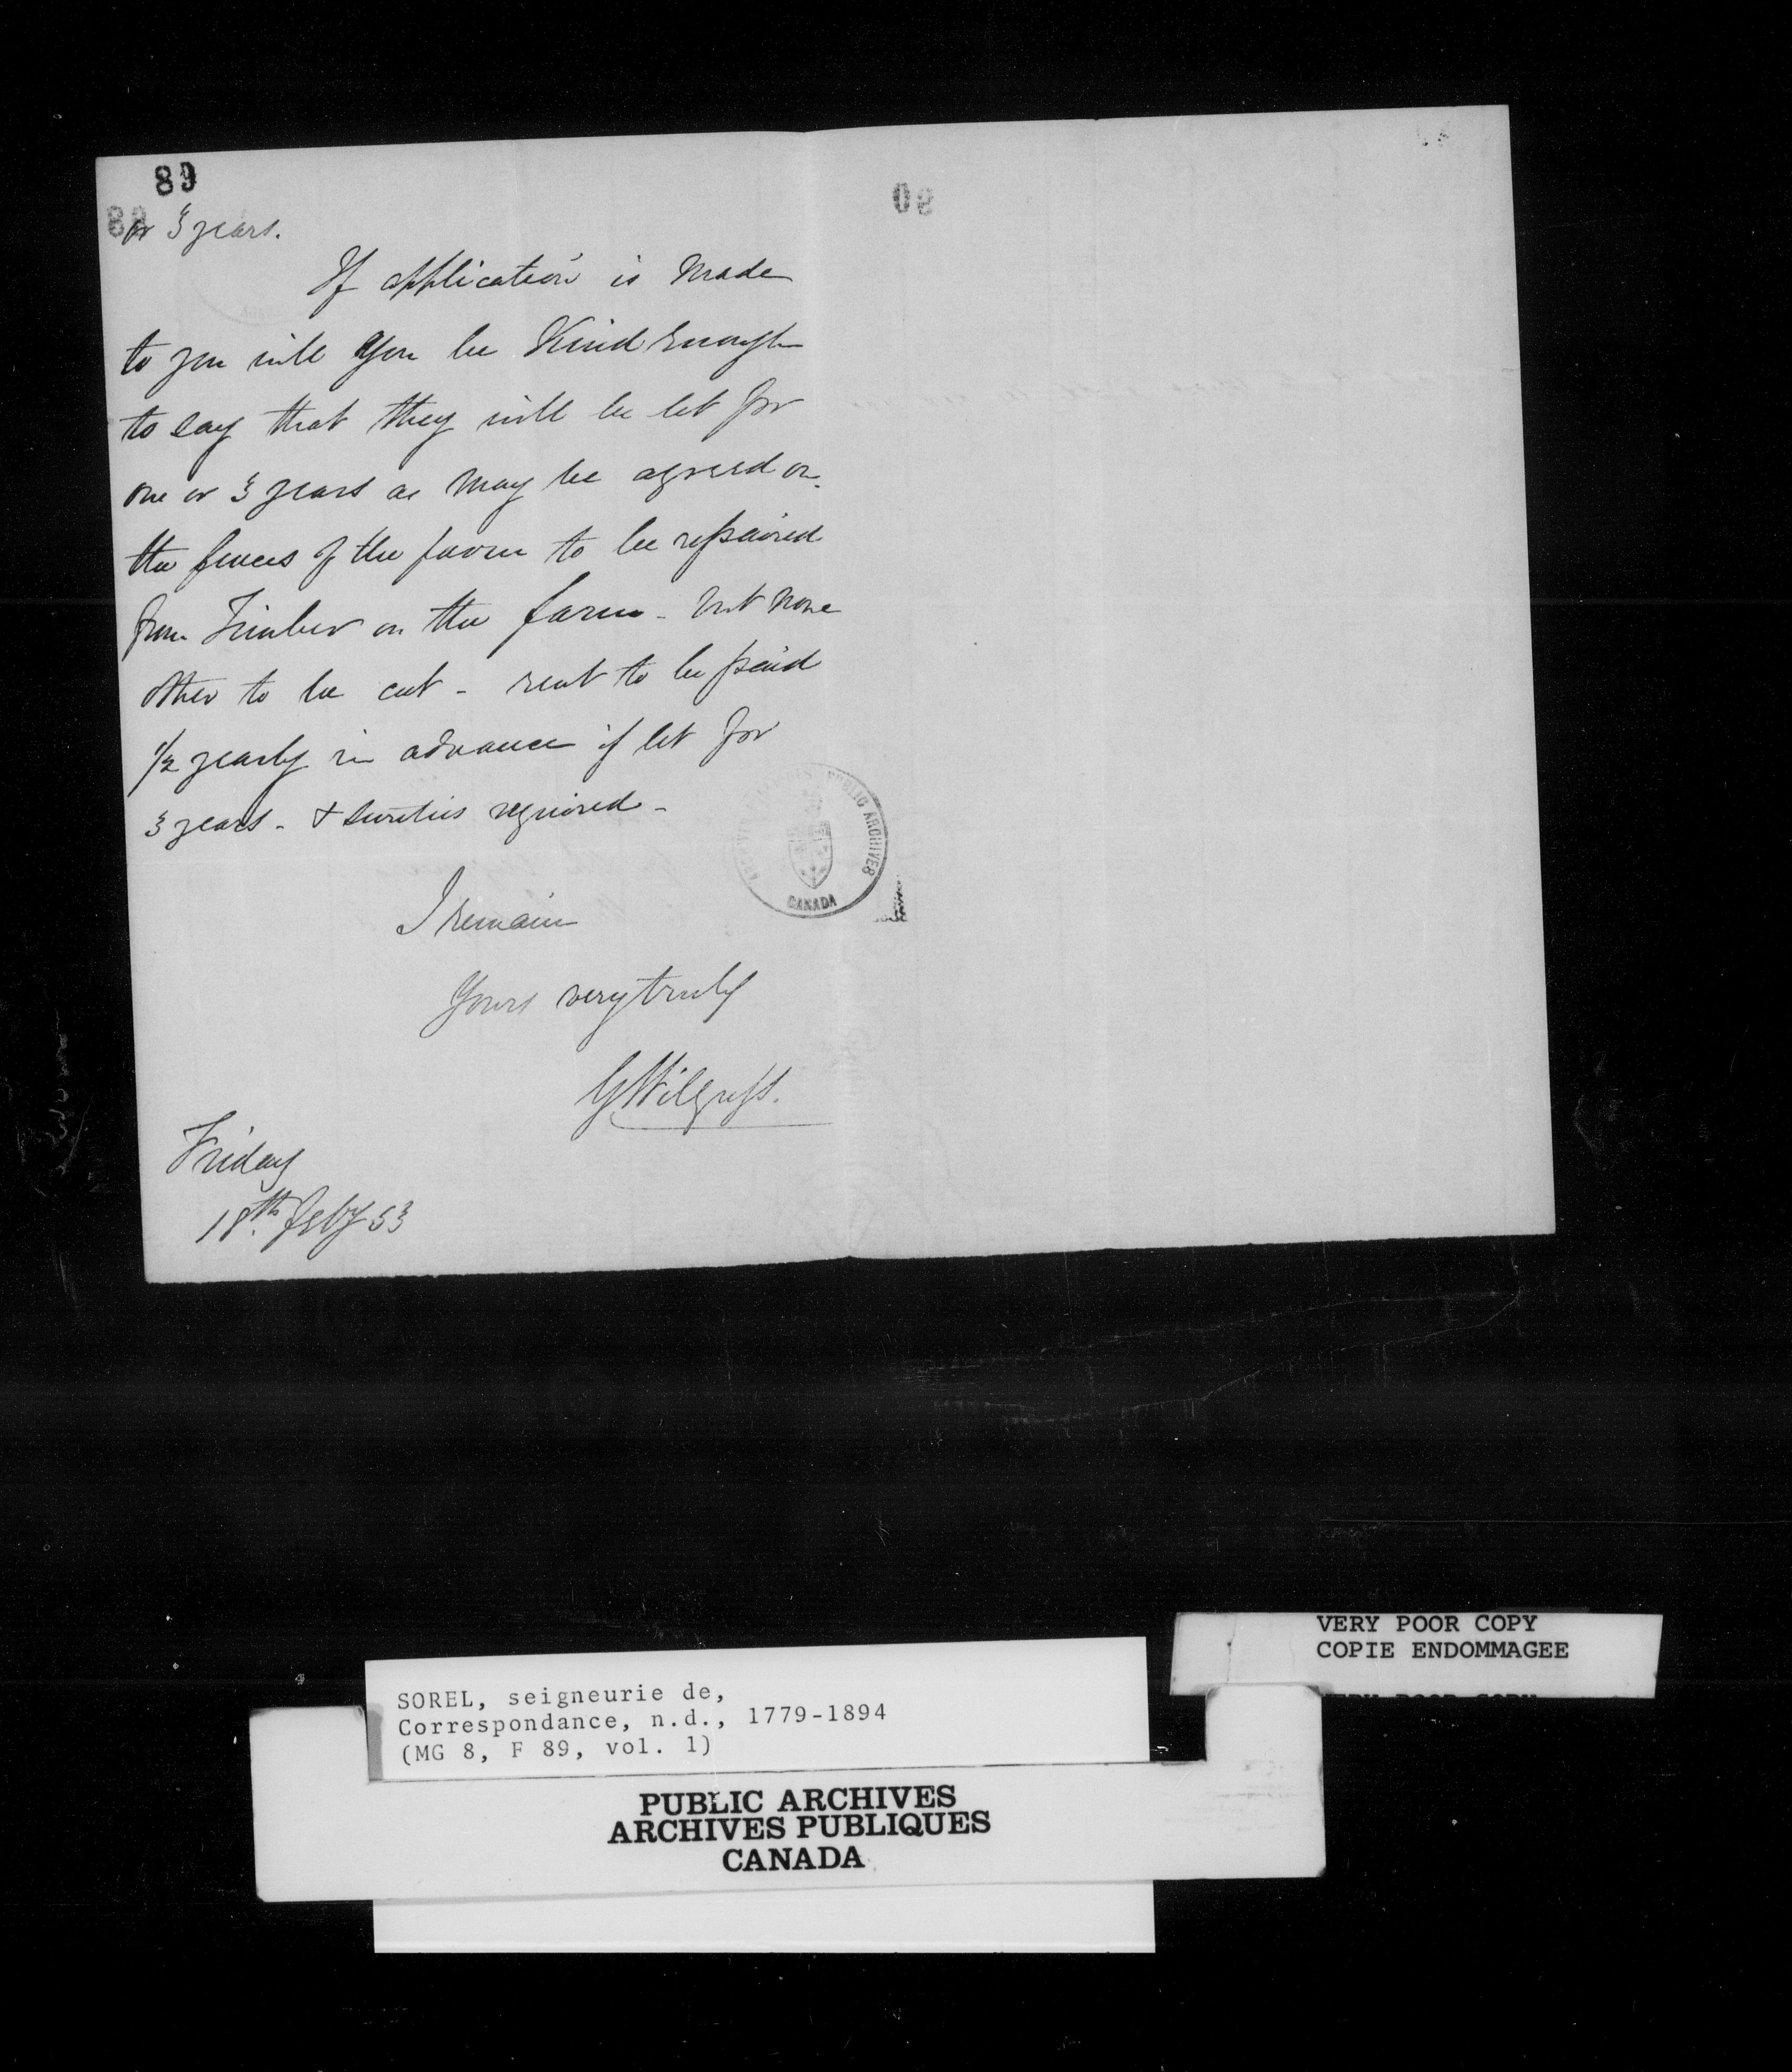 89
or 3 years.
If application is made
to you will you be Kind Enough
to say that they will be let for
one or 3 years as may be agreed on.
the fences of the farm to be repaired
from Timber on the farm - but none
other to be cut - rent to be paid
1/2 yearly in advance if let for
3 years - & sureties required -
I remain
Yours very truly
Friday
18th Feby 53
90
PUBLIC ARCHIVES
CANADA
VERY POOR COPY
COPIE ENDOMMAGEE
SOREL, seigneurie de,
Correspondance, n.d., 1779-1894
(MG 8, F 89, vol. 1)
PUBLIC ARCHIVES
ARCHIVES PUBLIQUES
CANADA